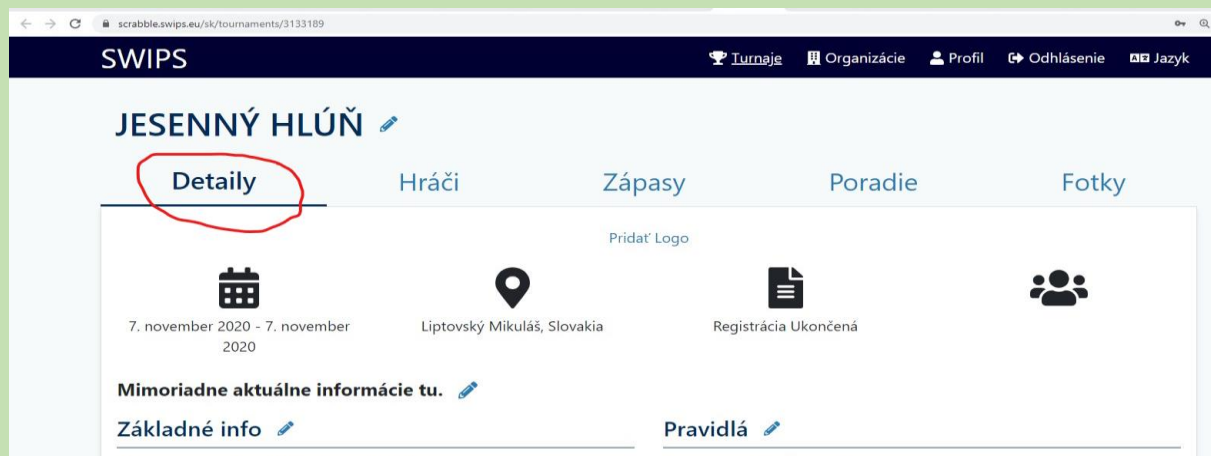 scrabble.swips.eu/sk/tournaments/3133189
SWIPS Turnaje Organizácie Profil Odhlásenie Jazyk
JESENNÝ HLÚŇ
Detaily Hráči Zápasy Poradie Fotky
Pridať Logo
7. november 2020 - 7. november
2020
Liptovský Mikuláš, Slovakia
Registrácia Ukončená
Mimoriadne aktuálne informácie tu.
Základné info Pravidlá